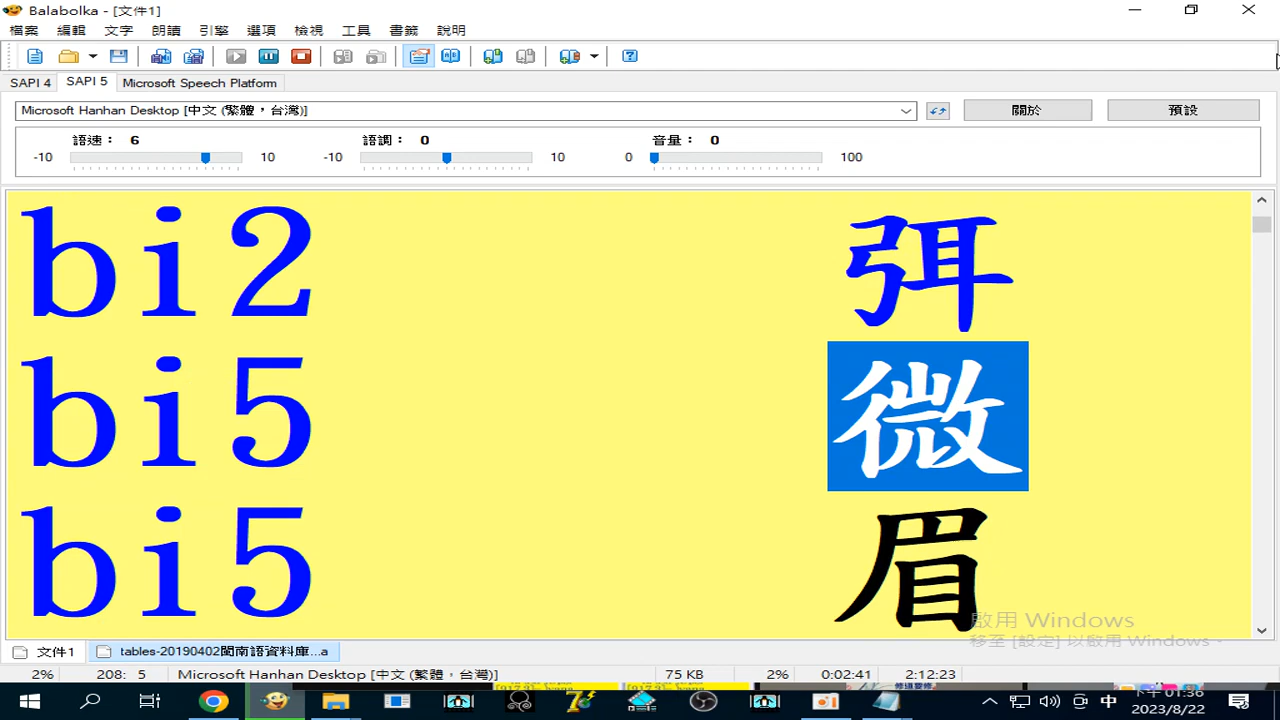 Balabolka - [文件1]
檔案 編輯 文字 朗讀 引擎 選項 檢視 工具 書籤 說明
SAPI 4 SAPI 5 Microsoft Speech Platform
Microsoft Hanhan Desktop [中文 (繁體，台灣)] 關於 預設
語速： 6 語調： 0 音量： 0
-10 10 -10 10 0 100
bi2 弭
bi5 微
bi5 眉
啟用 Windows
移至 [設定] 以啟用 Windows。
文件1 tables-20190402閩南語資料庫...a
2% 208: 5 Microsoft Hanhan Desktop [中文 (繁體，台灣)] 75 KB 2% 0:02:41 2:12:23
中 下午 01:36
2023/8/22